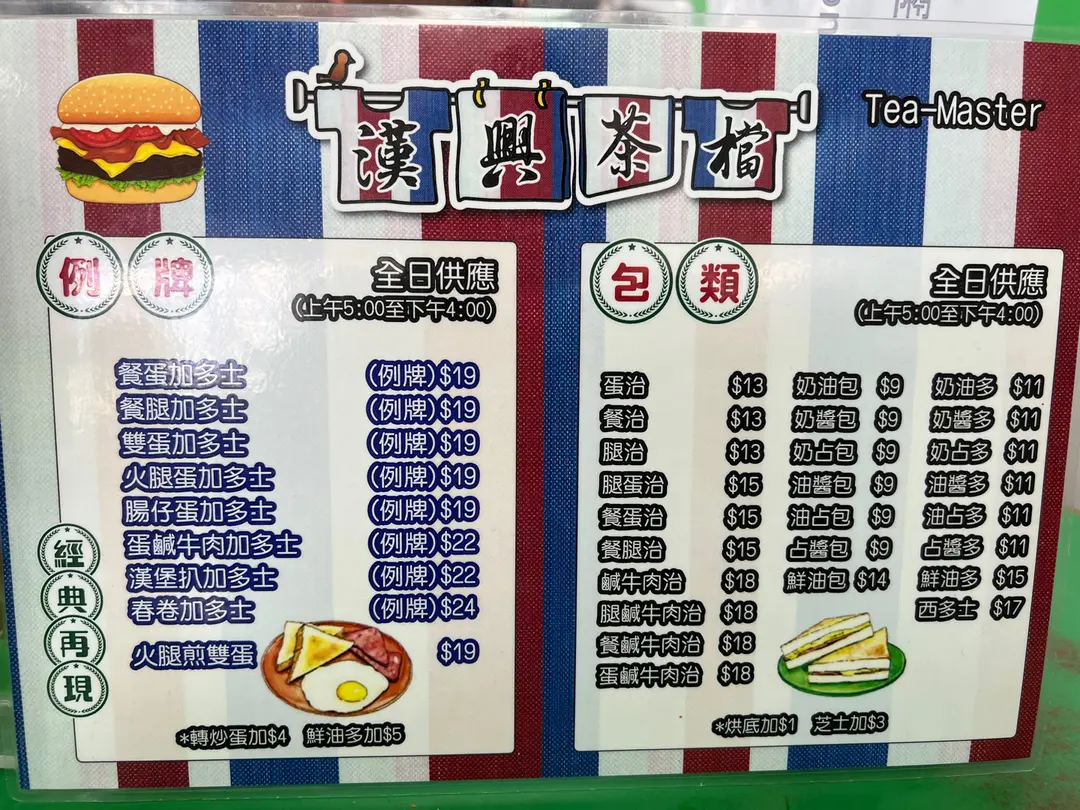 漢興茶檔
Tea-Master
例牌
全日供應
(上午5:00至下午4:00)
餐蛋加多士 (例牌)$19
餐腿加多士 (例牌)$19
雙蛋加多士 (例牌)$19
火腿蛋加多士 (例牌)$19
腸仔蛋加多士 (例牌)$19
蛋鹹牛肉加多士 (例牌)$22
漢堡扒加多士 (例牌)$22
春卷加多士 (例牌)$24
火腿煎雙蛋 $19
經典再現
*轉炒蛋加$4 鮮油多加$5
包類
全日供應
(上午5:00至下午4:00)
蛋治 $13 奶油包 $9 奶油多 $11
餐治 $13 奶醬包 $9 奶醬多 $11
腿治 $13 奶占包 $9 奶占多 $11
腿蛋治 $15 油醬包 $9 油醬多 $11
餐蛋治 $15 油占包 $9 油占多 $11
餐腿治 $15 占醬包 $9 占醬多 $11
鹹牛肉治 $18 鮮油包 $14 鮮油多 $15
腿鹹牛肉治 $18 西多士 $17
餐鹹牛肉治 $18
蛋鹹牛肉治 $18
*烘底加$1 芝士加$3